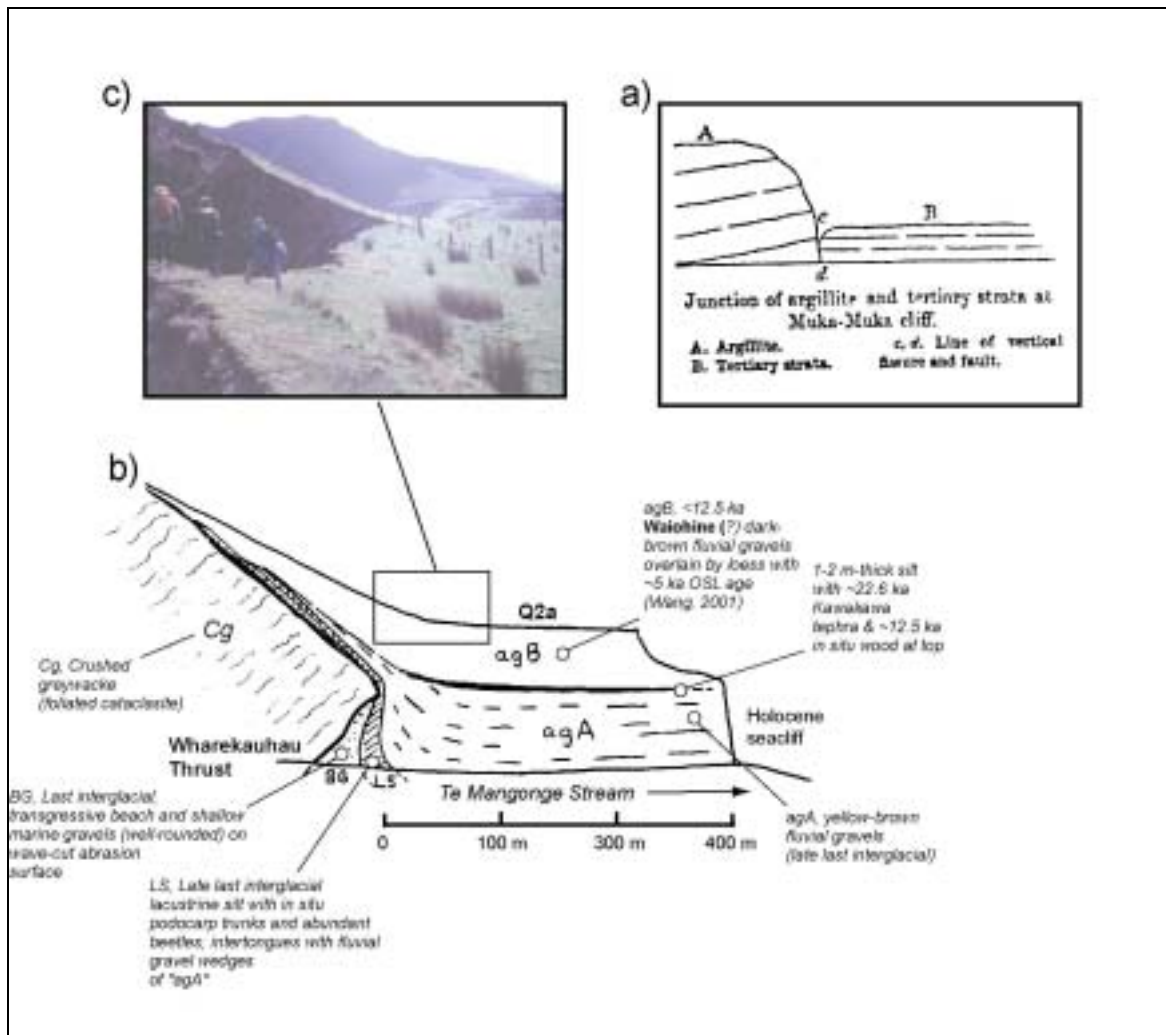 c)
a)
A
c
B
d
Junction of argillite and tertiary strata at
Muka-Muka cliff.
A. Argillite.
B. Tertiary strata.
c, d. Line of vertical
fissure and fault.
b)
agB, <12.5 ka
Waiohine (?) dark-
brown fluvial gravels
overlain by loess with
~5 ka OSL age
(Wang, 2001)
1-2 m-thick silt
with ~22.6 ka
Kawakawa
tephra & ~12.5 ka
in situ wood at top
Q2a
agB
Cg
Cg, Crushed
greywacke
(foliated cataclasite)
agA
Holocene
seacliff
Wharekauhau
Thrust
BG
LS
Te Mangonge Stream
BG, Last interglacial
transgressive beach and shallow
marine gravels (well-rounded) on
wave-cut abrasion
surface
0
100 m
300 m
400 m
agA, yellow-brown
fluvial gravels
(late last interglacial)
LS, Late last interglacial
lacustrine silt with in situ
podocarp trunks and abundant
beetles, intertongues with fluvial
gravel wedges
of "agA"